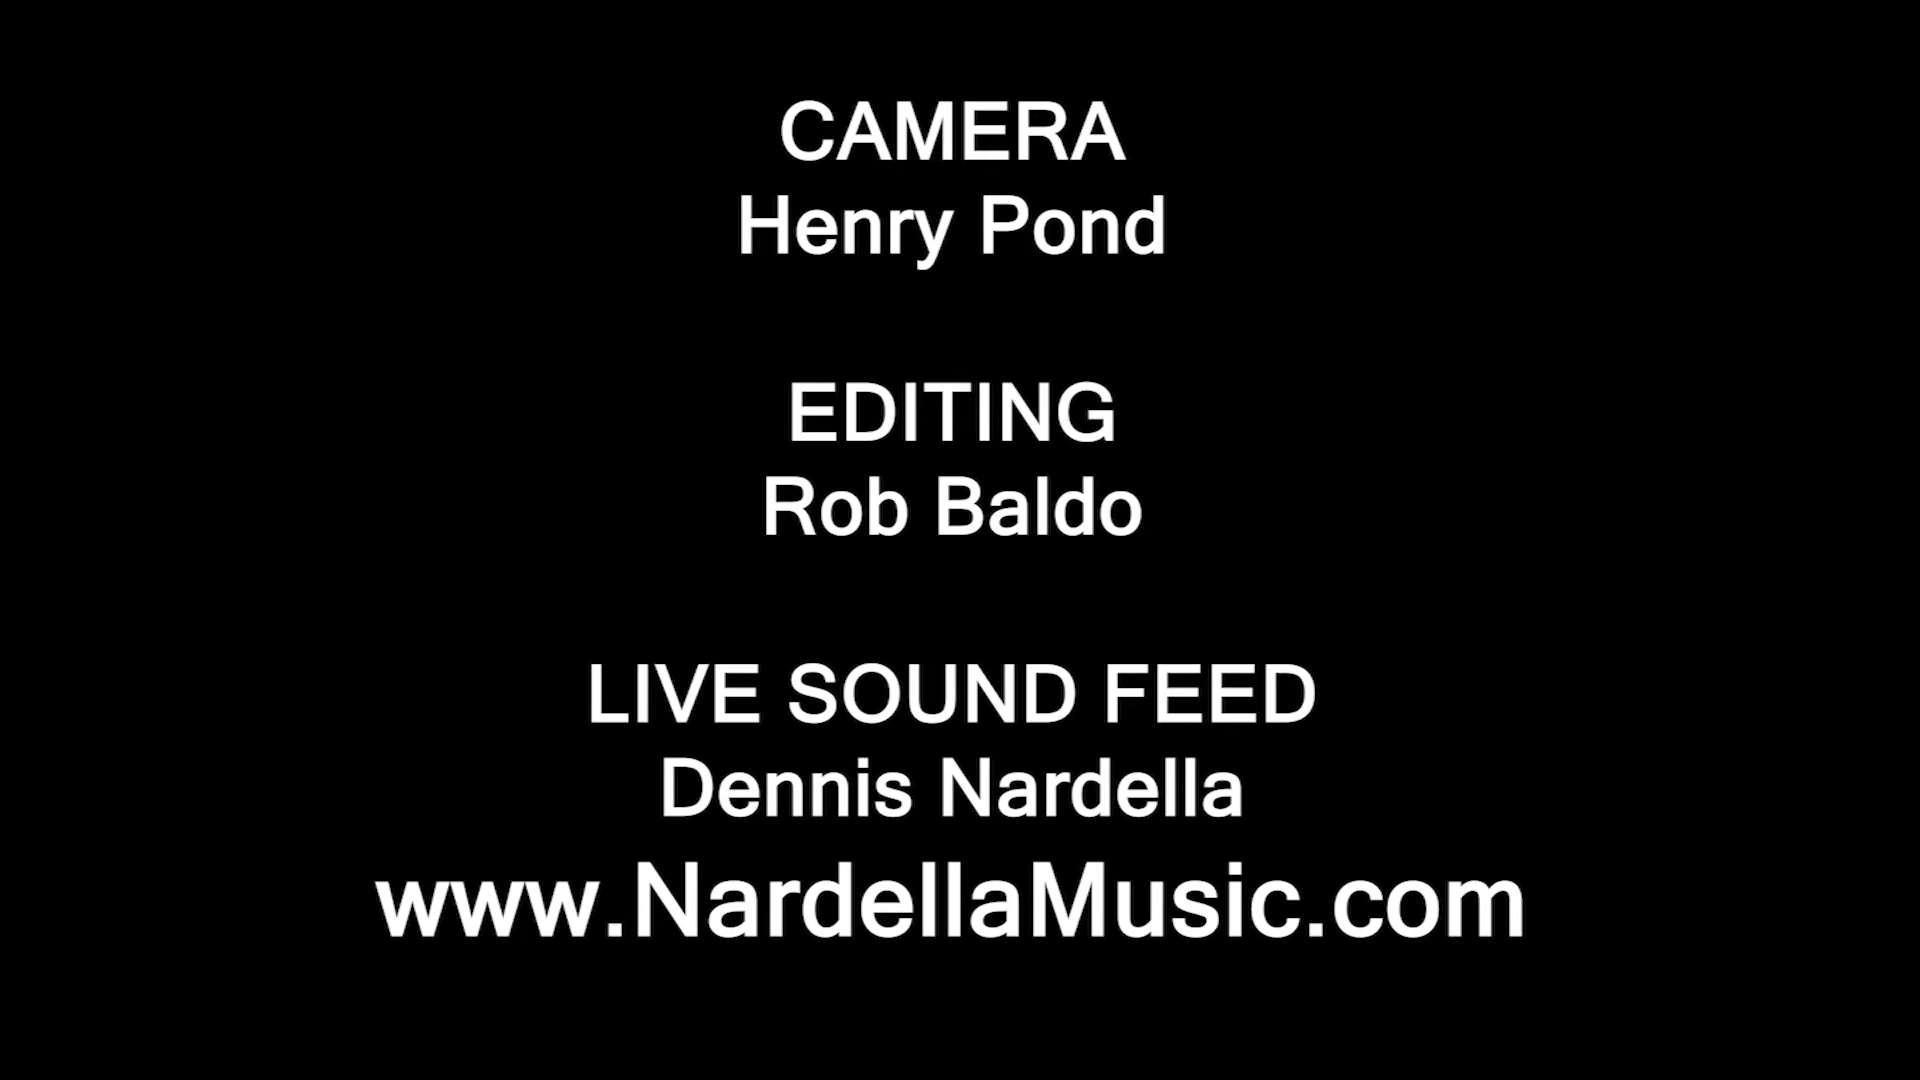 CAMERA
Henry Pond
EDITING
Rob Baldo
LIVE SOUND FEED
Dennis Nardella
www.NardellaMusic.com